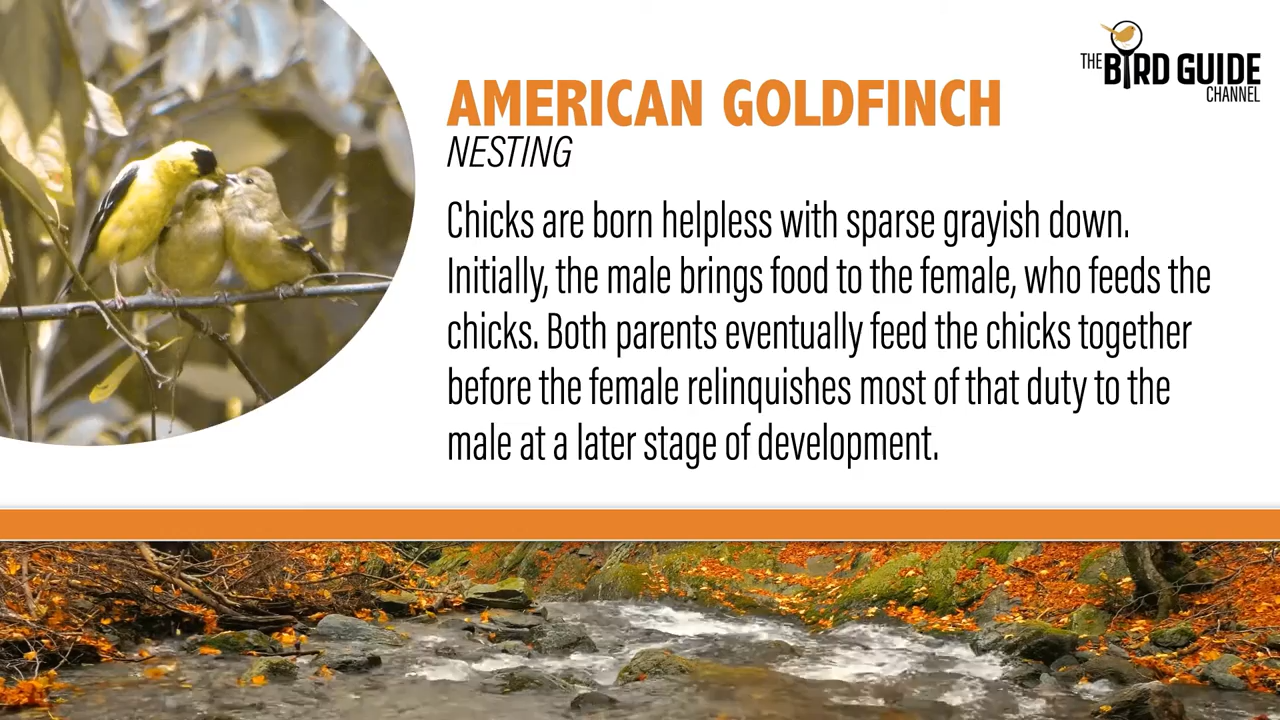 THE BIRD GUIDE
CHANNEL
AMERICAN GOLDFINCH
NESTING
Chicks are born helpless with sparse grayish down.
Initially, the male brings food to the female, who feeds the
chicks. Both parents eventually feed the chicks together
before the female relinquishes most of that duty to the
male at a later stage of development.